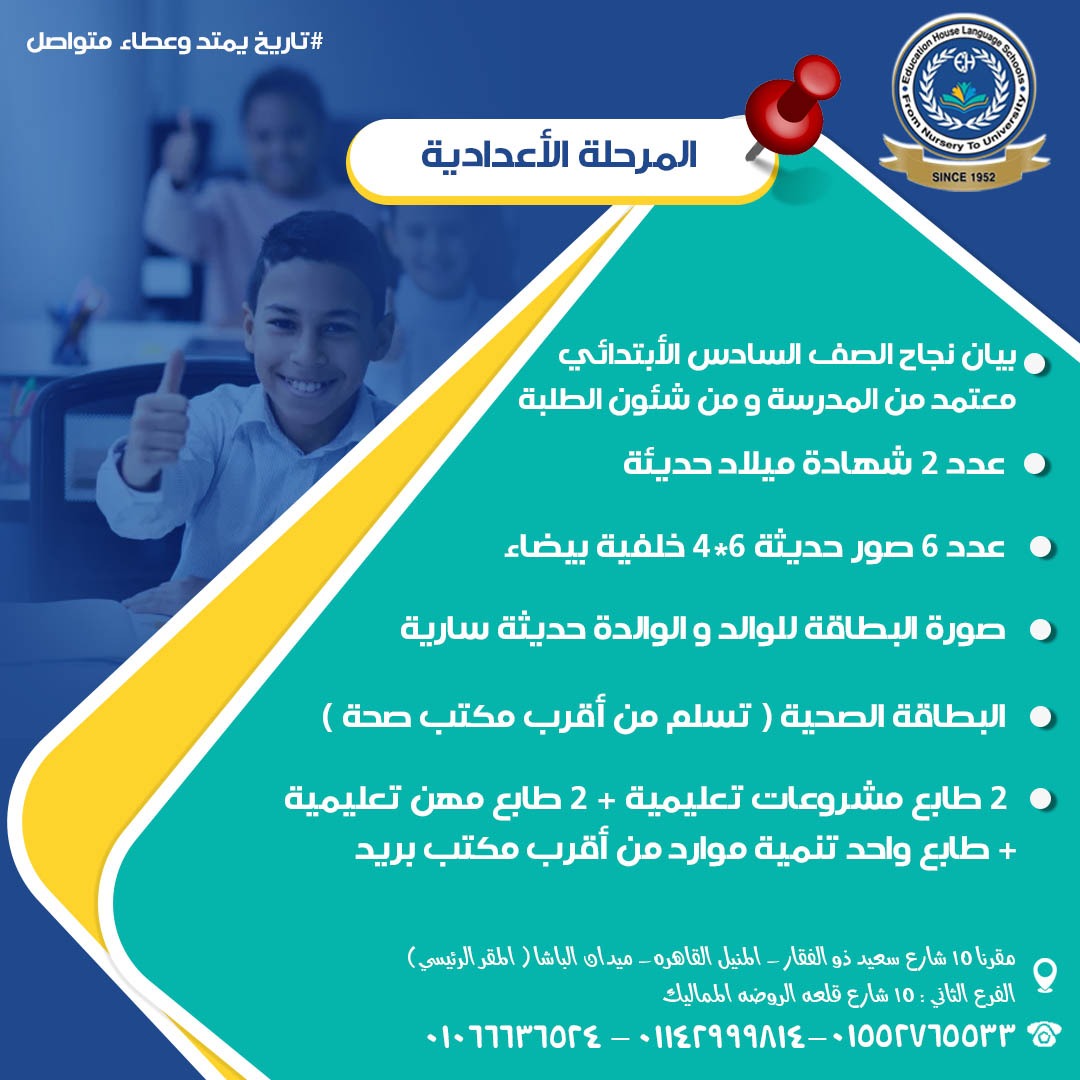 #تاريخ يمتد وعطاء متواصل
Education House Language Schools
EH
From Nursery To University
SINCE 1952
المرحلة الأعدادية
بيان نجاح الصف السادس الأبتدائي
معتمد من المدرسة و من شئون الطلبة
عدد 2 شهادة ميلاد حديثة
عدد 6 صور حديثة 6*4 خلفية بيضاء
صورة البطاقة للوالد و الوالدة حديثة سارية
البطاقة الصحية ( تسلم من أقرب مكتب صحة )
2 طابع مشروعات تعليمية + 2 طابع مهن تعليمية
+ طابع واحد تنمية موارد من أقرب مكتب بريد
مقرنا ١٥ شارع سعيد ذو الفقار - المنيل القاهره - ميدان الباشا ( المقر الرئيسي )
الفرع الثاني : ١٥ شارع قلعه الروضه المماليك
٠١٥٥٢٧٦٥٥٣٣-٠١١٤٢٩٩٩٨١٤ - ٠١٠٦٦٦٣٦٥٢٤